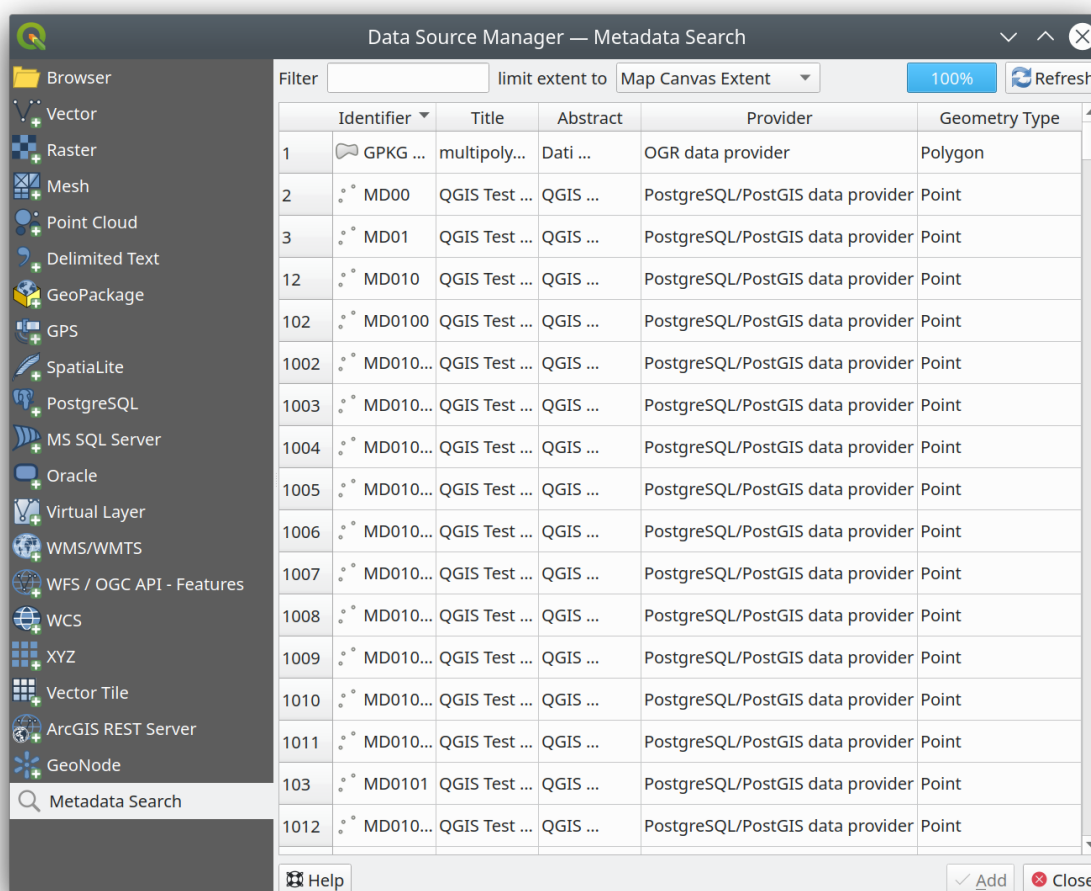 Data Source Manager — Metadata Search
Browser
Vector
Raster
Mesh
Point Cloud
Delimited Text
GeoPackage
GPS
SpatiaLite
PostgreSQL
MS SQL Server
Oracle
Virtual Layer
WMS/WMTS
WFS / OGC API - Features
WCS
XYZ
Vector Tile
ArcGIS REST Server
GeoNode
Metadata Search
Filter limit extent to Map Canvas Extent 100% Refresh
Identifier Title Abstract Provider Geometry Type
1 GPKG ... multipoly... Dati ... OGR data provider Polygon
2 MD00 QGIS Test ... QGIS ... PostgreSQL/PostGIS data provider Point
3 MD01 QGIS Test ... QGIS ... PostgreSQL/PostGIS data provider Point
12 MD010 QGIS Test ... QGIS ... PostgreSQL/PostGIS data provider Point
102 MD0100 QGIS Test ... QGIS ... PostgreSQL/PostGIS data provider Point
1002 MD010... QGIS Test ... QGIS ... PostgreSQL/PostGIS data provider Point
1003 MD010... QGIS Test ... QGIS ... PostgreSQL/PostGIS data provider Point
1004 MD010... QGIS Test ... QGIS ... PostgreSQL/PostGIS data provider Point
1005 MD010... QGIS Test ... QGIS ... PostgreSQL/PostGIS data provider Point
1006 MD010... QGIS Test ... QGIS ... PostgreSQL/PostGIS data provider Point
1007 MD010... QGIS Test ... QGIS ... PostgreSQL/PostGIS data provider Point
1008 MD010... QGIS Test ... QGIS ... PostgreSQL/PostGIS data provider Point
1009 MD010... QGIS Test ... QGIS ... PostgreSQL/PostGIS data provider Point
1010 MD010... QGIS Test ... QGIS ... PostgreSQL/PostGIS data provider Point
1011 MD010... QGIS Test ... QGIS ... PostgreSQL/PostGIS data provider Point
103 MD0101 QGIS Test ... QGIS ... PostgreSQL/PostGIS data provider Point
1012 MD010... QGIS Test ... QGIS ... PostgreSQL/PostGIS data provider Point
Help Add Close